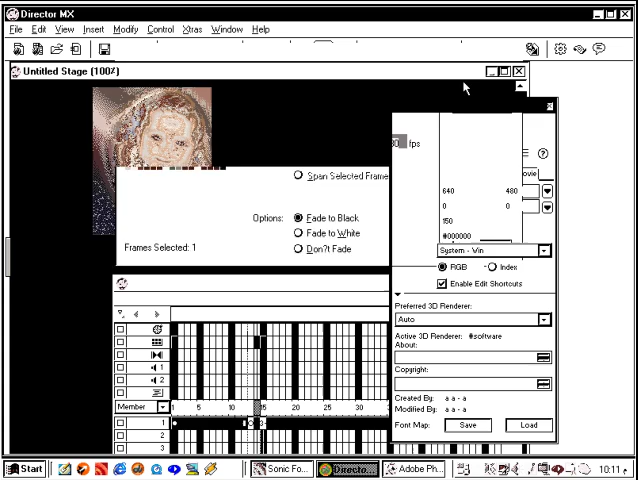 Director MX
File Edit View Insert Modify Control Xtras Window Help
Untitled Stage (100%)
fps
Span Selected Frame
ovie
640 480
0 0
150
#000000
Options: Fade to Black
Fade to White
Frames Selected: 1
Don?t Fade
System - Win
RGB Index
Enable Edit Shortcuts
Preferred 3D Renderer:
Auto
Active 3D Renderer: #software
About:
Copyright:
Created By: a a - a
Modified By: a a - a
Font Map: Save Load
1
2
Member 1 5 10 15 20 25 30
1
2
3
Start Sonic Fo... Directo... Adobe Ph... 10:11 م